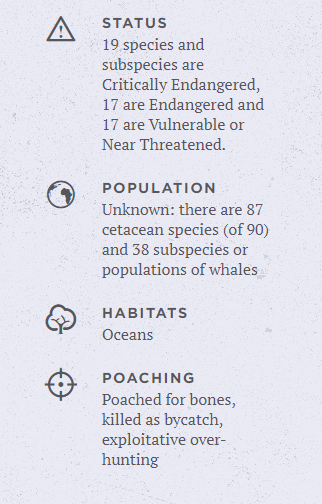 STATUS
19 species and
subspecies are
Critically Endangered,
17 are Endangered and
17 are Vulnerable or
Near Threatened.
POPULATION
Unknown: there are 87
cetacean species (of 90)
and 38 subspecies or
populations of whales
HABITATS
Oceans
POACHING
Poached for bones,
killed as bycatch,
exploitative over-
hunting